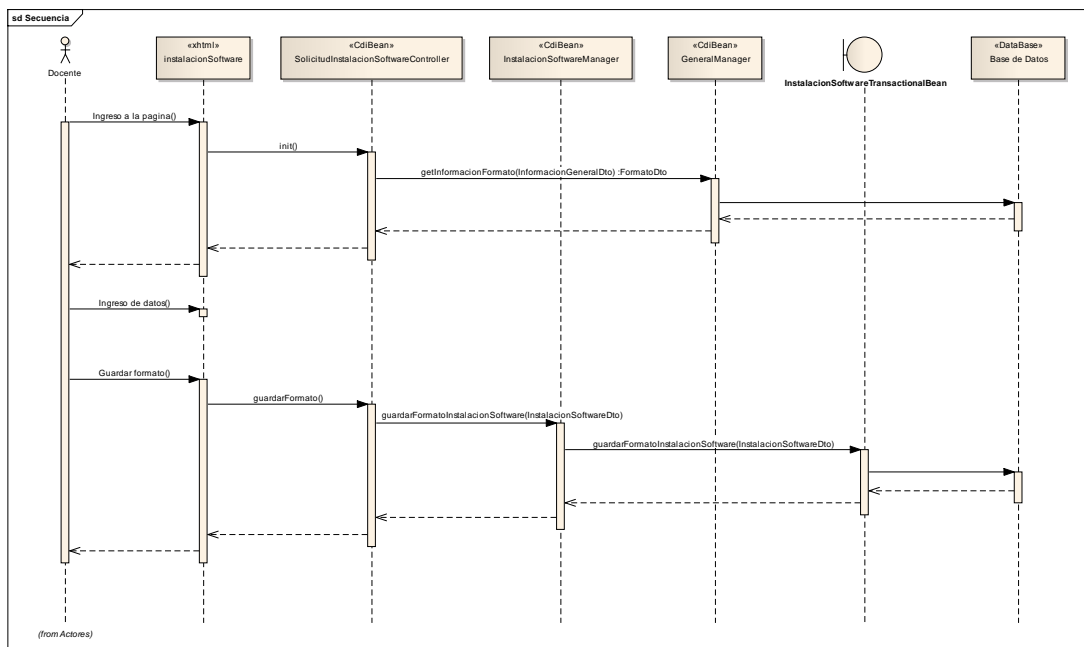 sd Secuencia
Docente
«xhtml»
instalacionSoftware
«CdiBean»
SolicitudInstalacionSoftwareController
«CdiBean»
InstalacionSoftwareManager
«CdiBean»
GeneralManager
InstalacionSoftwareTransactionalBean
«DataBase»
Base de Datos
Ingreso a la pagina()
init()
getInformacionFormato(InformacionGeneralDto) :FormatoDto
Ingreso de datos()
Guardar formato()
guardarFormato()
guardarFormatoInstalacionSoftware(InstalacionSoftwareDto)
guardarFormatoInstalacionSoftware(InstalacionSoftwareDto)
(from Actores)